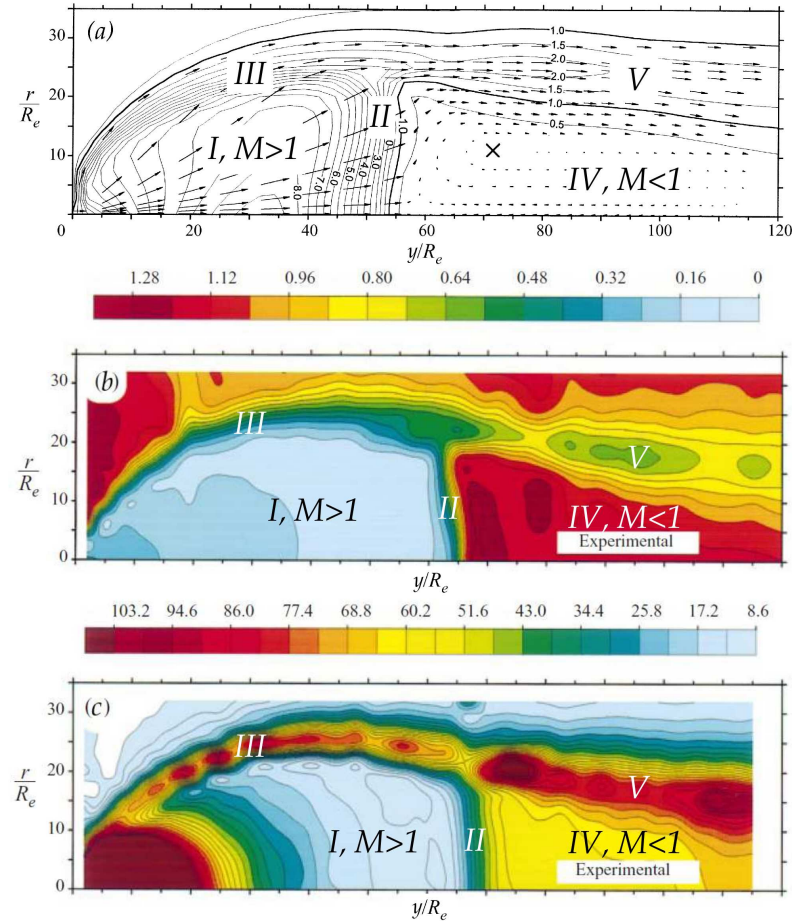 (a)
30
20
10
0
r
R_e
III
I, M>1
II
V
IV, M<1
×
1.0
1.5
2.0
2.0
1.5
1.0
0.5
8.0
7.0
6.0
5.0
4.0
3.0
1.0
0 20 40 60 80 100 120
y/R_e
1.28 1.12 0.96 0.80 0.64 0.48 0.32 0.16 0
(b)
30
20
10
0
r
R_e
III
I, M>1
II
V
IV, M<1
Experimental
y/R_e
103.2 94.6 86.0 77.4 68.8 60.2 51.6 43.0 34.4 25.8 17.2 8.6
(c)
30
20
10
0
r
R_e
III
I, M>1
II
V
IV, M<1
Experimental
y/R_e